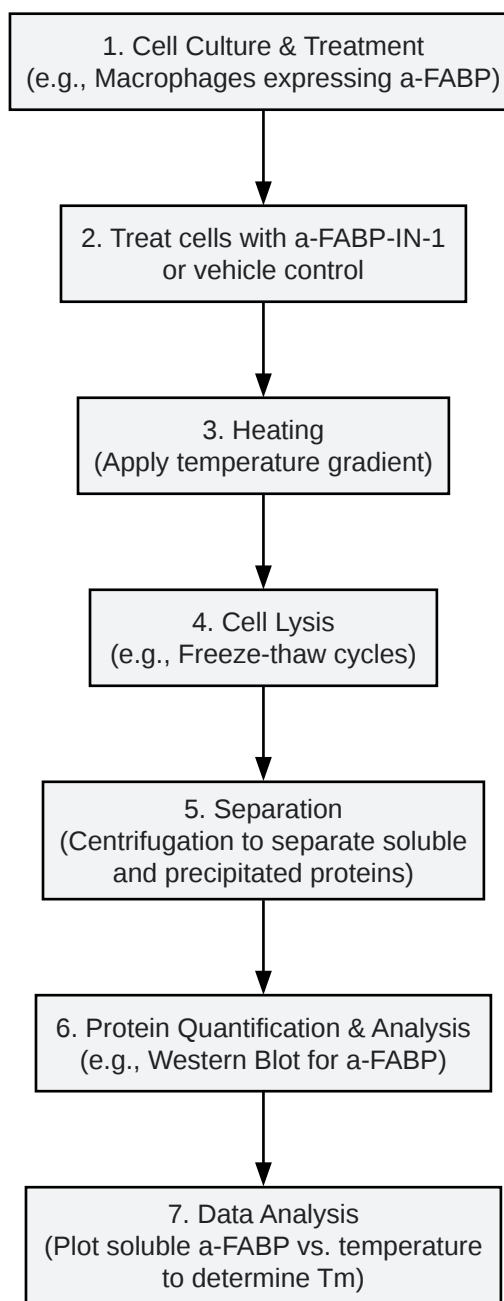 1. Cell Culture & Treatment
(e.g., Macrophages expressing a-FABP)
2. Treat cells with a-FABP-IN-1
or vehicle control
3. Heating
(Apply temperature gradient)
4. Cell Lysis
(e.g., Freeze-thaw cycles)
5. Separation
(Centrifugation to separate soluble
and precipitated proteins)
6. Protein Quantification & Analysis
(e.g., Western Blot for a-FABP)
7. Data Analysis
(Plot soluble a-FABP vs. temperature
to determine Tm)